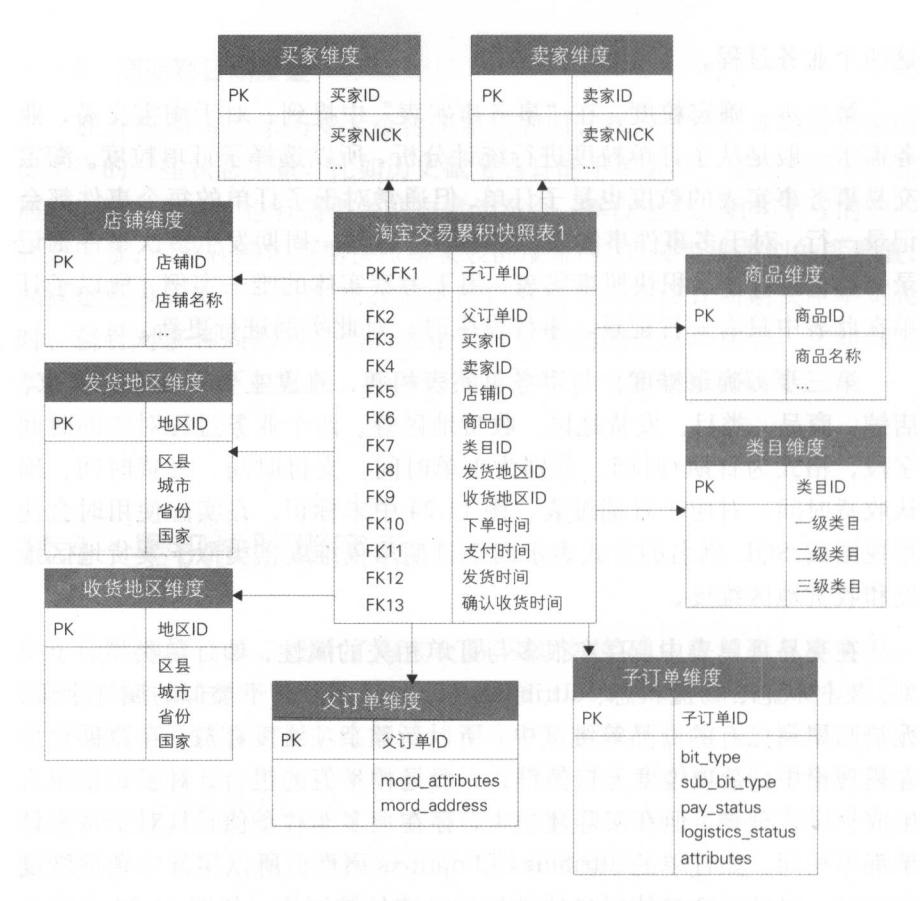 买家维度
PK 买家ID
买家NICK
...
卖家维度
PK 卖家ID
卖家NICK
...
店铺维度
PK 店铺ID
店铺名称
淘宝交易累积快照表1
PK,FK1 子订单ID
FK2 父订单ID
FK3 买家ID
FK4 卖家ID
FK5 店铺ID
FK6 商品ID
FK7 类目ID
FK8 发货地区ID
FK9 收货地区ID
FK10 下单时间
FK11 支付时间
FK12 发货时间
FK13 确认收货时间
商品维度
PK 商品ID
商品名称
...
发货地区维度
PK 地区ID
区县
城市
省份
国家
类目维度
PK 类目ID
一级类目
二级类目
三级类目
收货地区维度
PK 地区ID
区县
城市
省份
国家
父订单维度
PK 父订单ID
mord_attributes
mord_address
子订单维度
PK 子订单ID
bit_type
sub_bit_type
pay_status
logistics_status
attributes